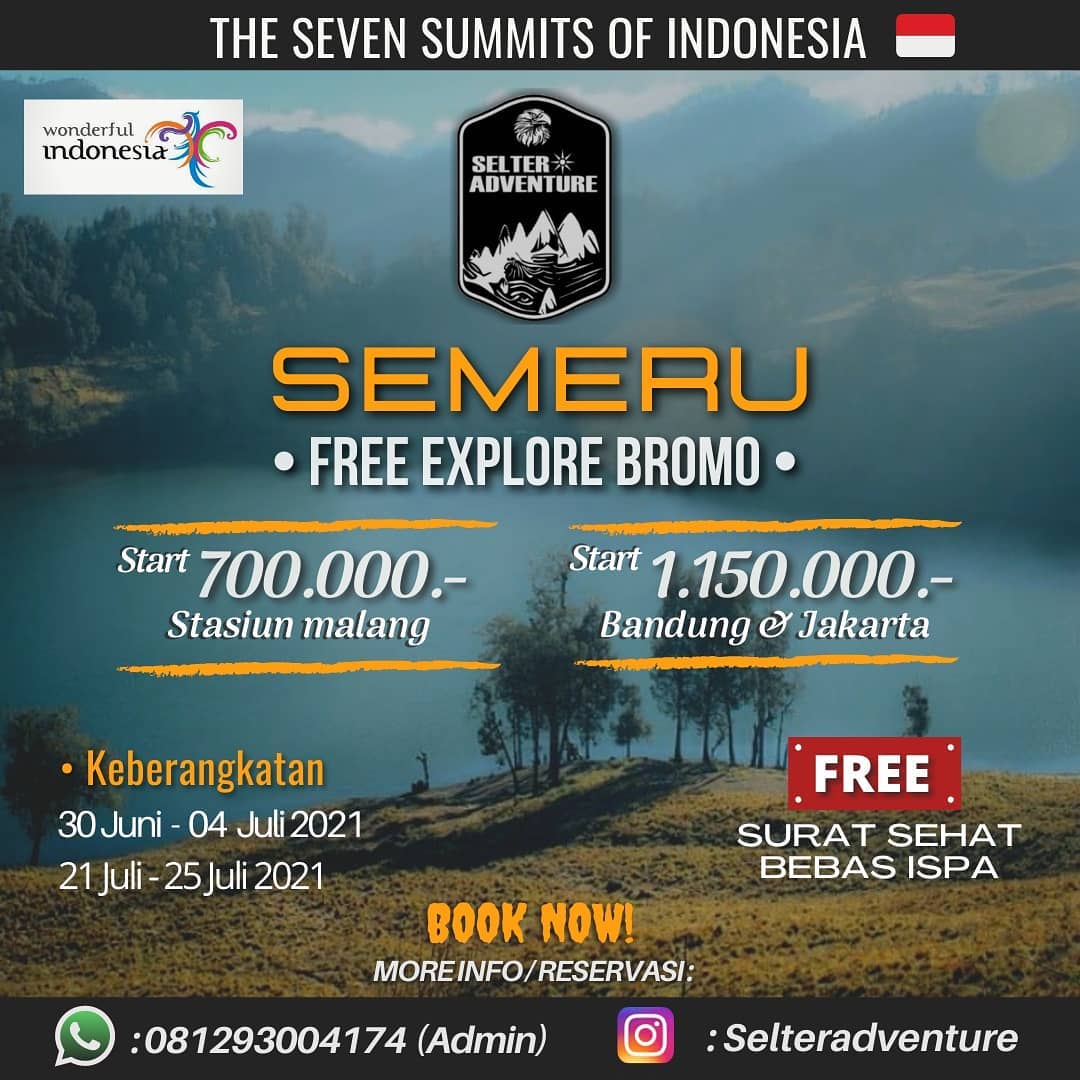 THE SEVEN SUMMITS OF INDONESIA
wonderful
indonesia
SELTER
ADVENTURE
SEMERU
• FREE EXPLORE BROMO •
Start 700.000.-
Stasiun malang
Start 1.150.000.-
Bandung & Jakarta
• Keberangkatan
30 Juni - 04 Juli 2021
21 Juli - 25 Juli 2021
FREE
SURAT SEHAT
BEBAS ISPA
BOOK NOW!
MORE INFO/RESERVASI :
: 081293004174 (Admin)
: Selteradventure